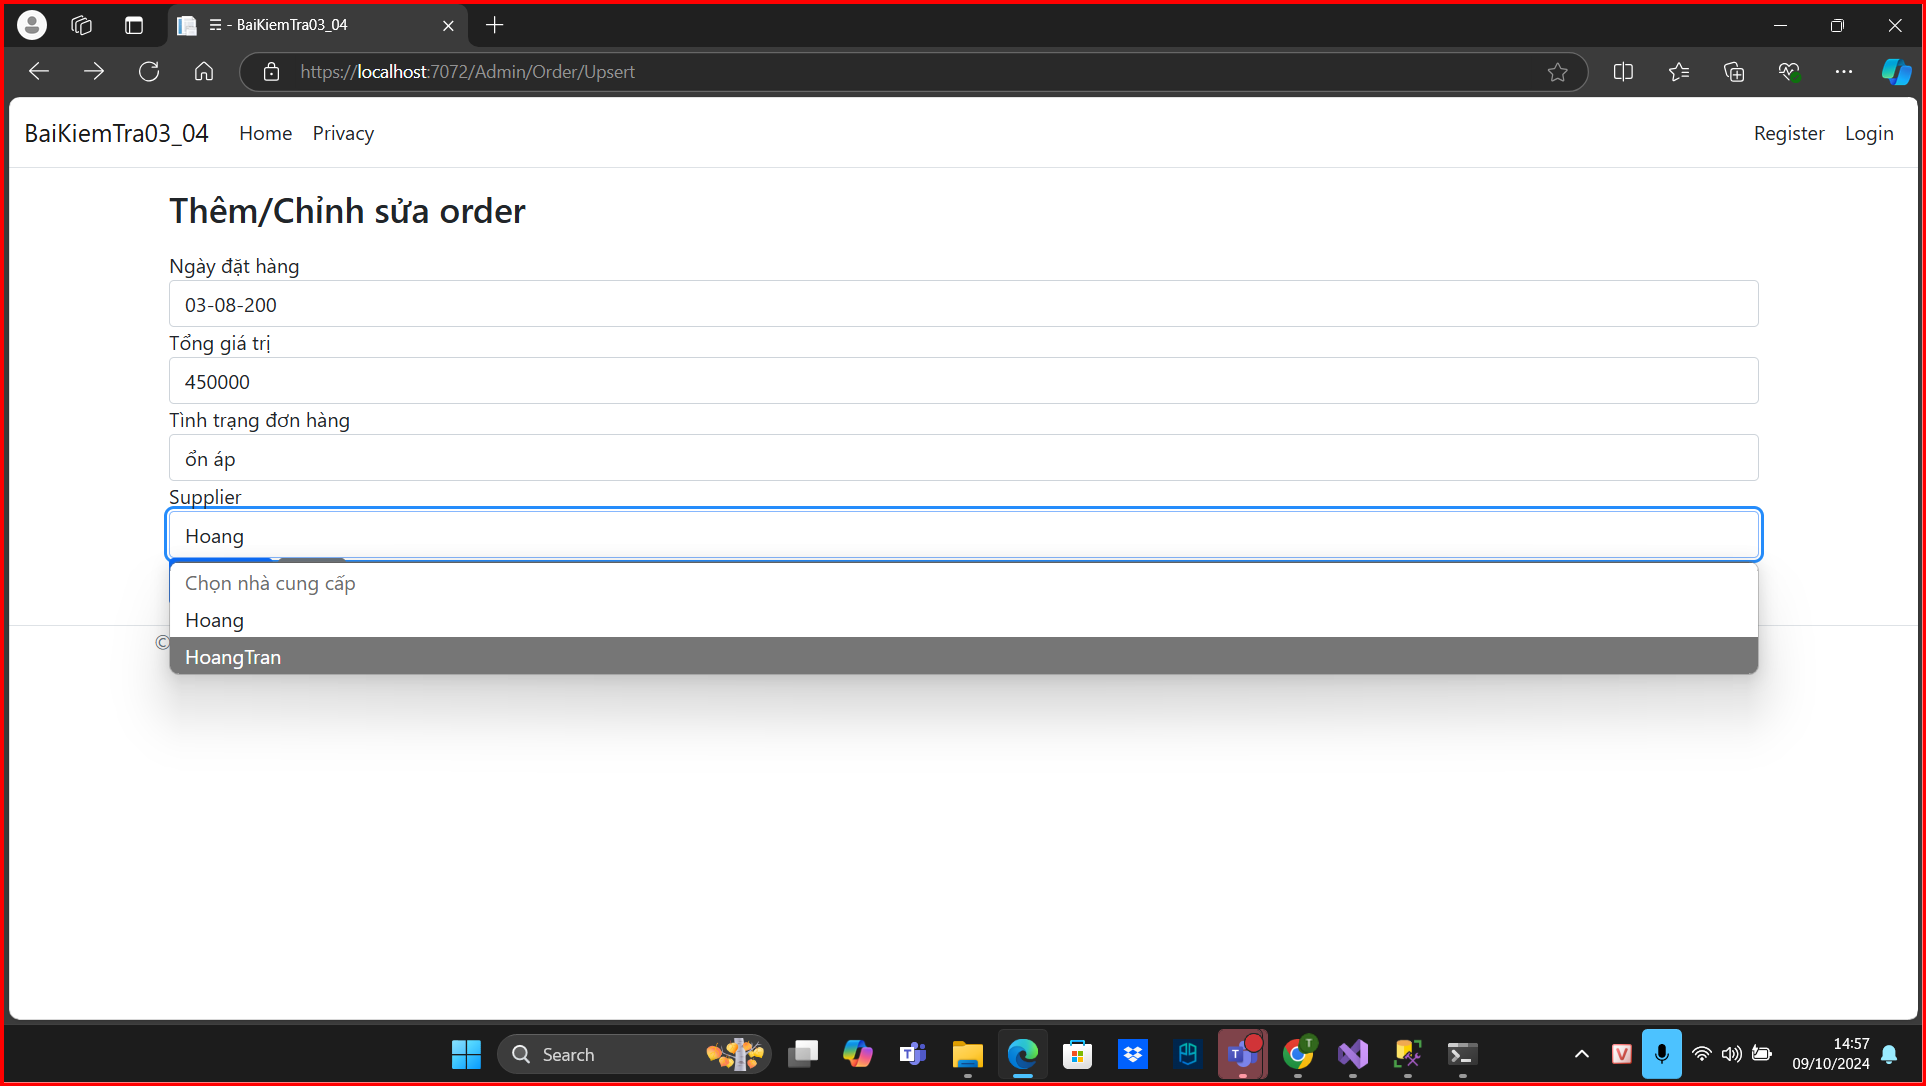 ☰ - BaiKiemTra03_04
https://localhost:7072/Admin/Order/Upsert
BaiKiemTra03_04 Home Privacy Register Login
Thêm/Chỉnh sửa order
Ngày đặt hàng
03-08-200
Tổng giá trị
450000
Tình trạng đơn hàng
ổn áp
Supplier
Hoang
Chọn nhà cung cấp
Hoang
©
HoangTran
Search
14:57
09/10/2024